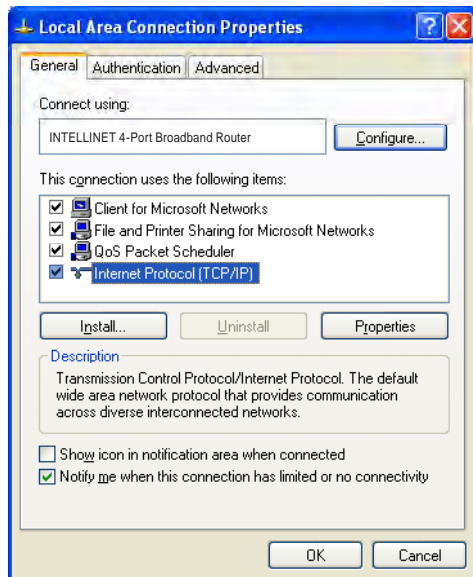 Local Area Connection Properties
General Authentication Advanced
Connect using:
INTELLINET 4-Port Broadband Router
Configure...
This connection uses the following items:
Client for Microsoft Networks
File and Printer Sharing for Microsoft Networks
QoS Packet Scheduler
Internet Protocol (TCP/IP)
Install... Uninstall Properties
Description
Transmission Control Protocol/Internet Protocol. The default
wide area network protocol that provides communication
across diverse interconnected networks.
Show icon in notification area when connected
Notify me when this connection has limited or no connectivity
OK Cancel